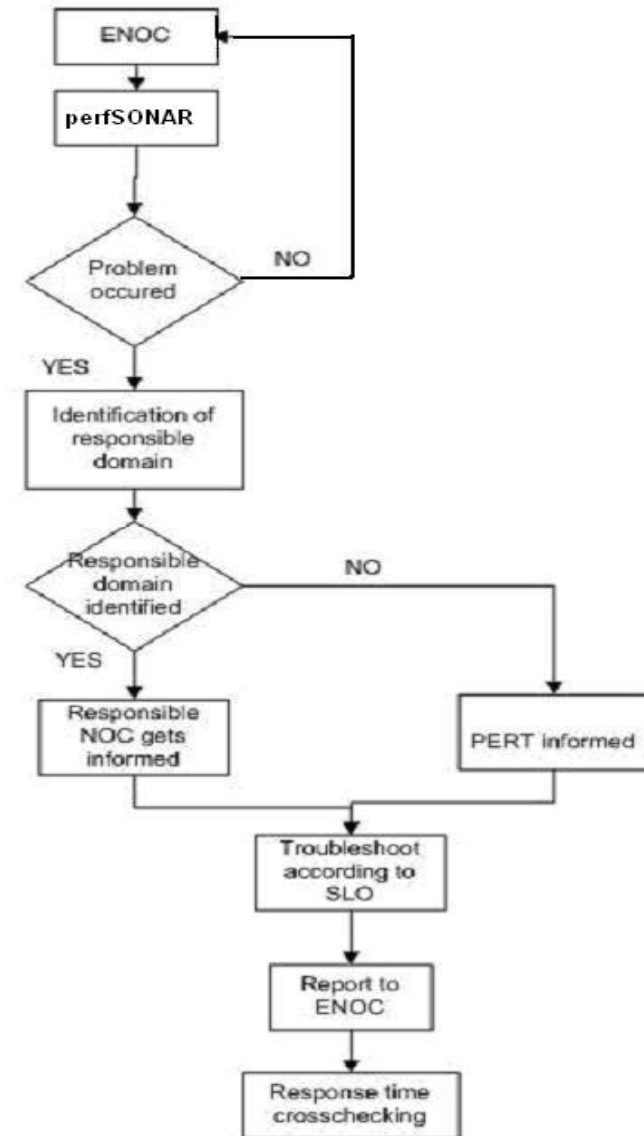 ENOC
perfSONAR
Problem
occured
NO
YES
Identification of
responsible
domain
Responsible
domain
identified
NO
YES
Responsible
NOC gets
informed
PERT informed
Troubleshoot
according to
SLO
Report to
ENOC
Response time
crosschecking